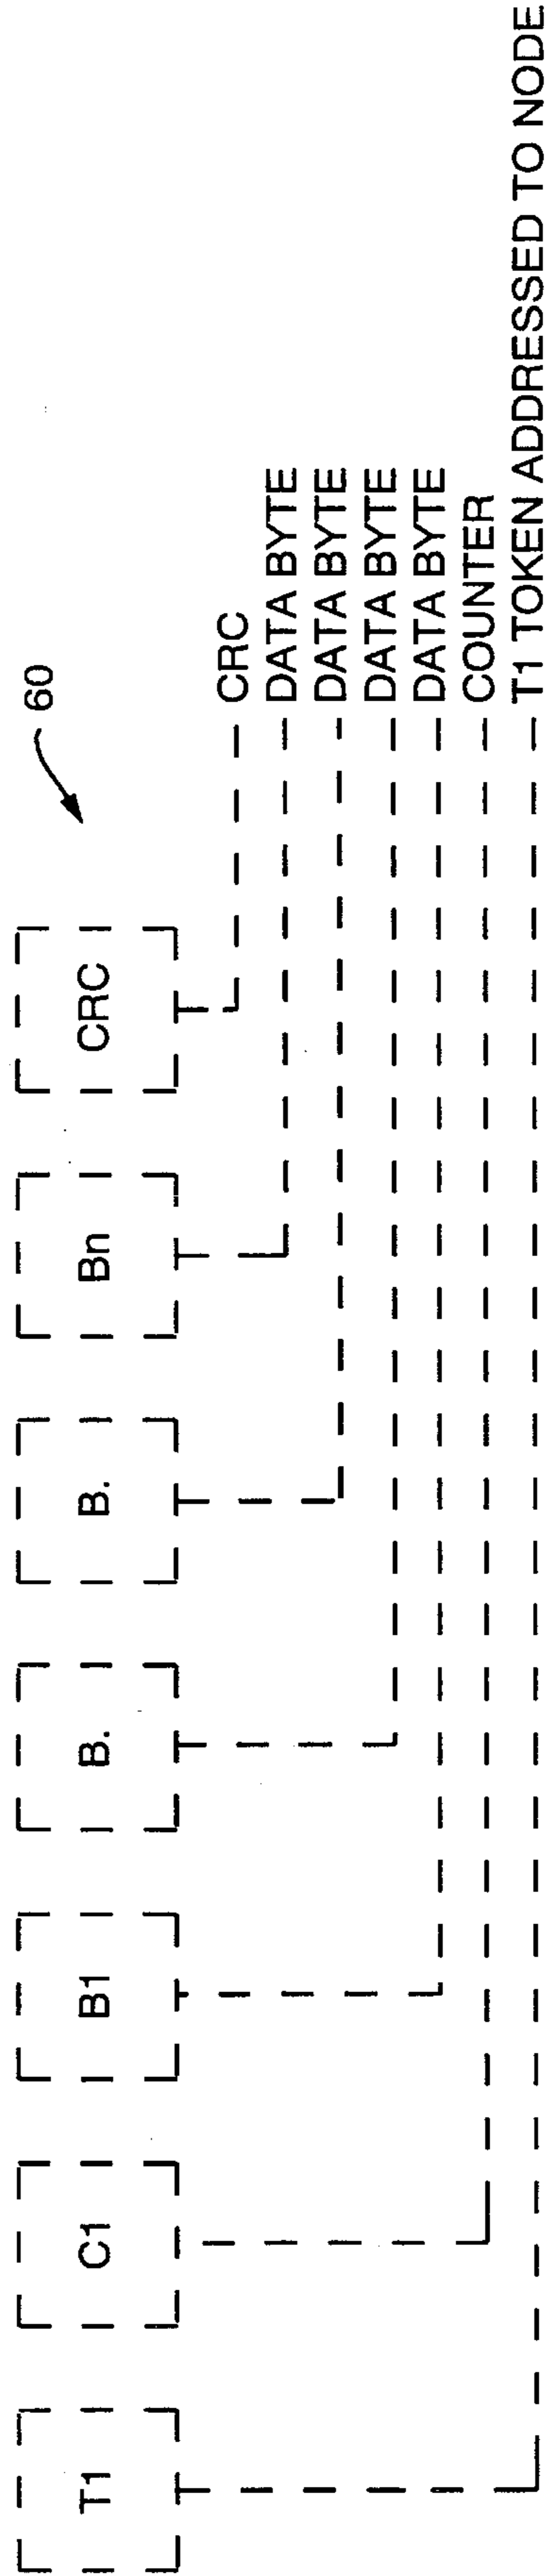 60
T1 C1 B1 B. B. Bn CRC
CRC
DATA BYTE
DATA BYTE
DATA BYTE
DATA BYTE
COUNTER
T1 TOKEN ADDRESSED TO NODE